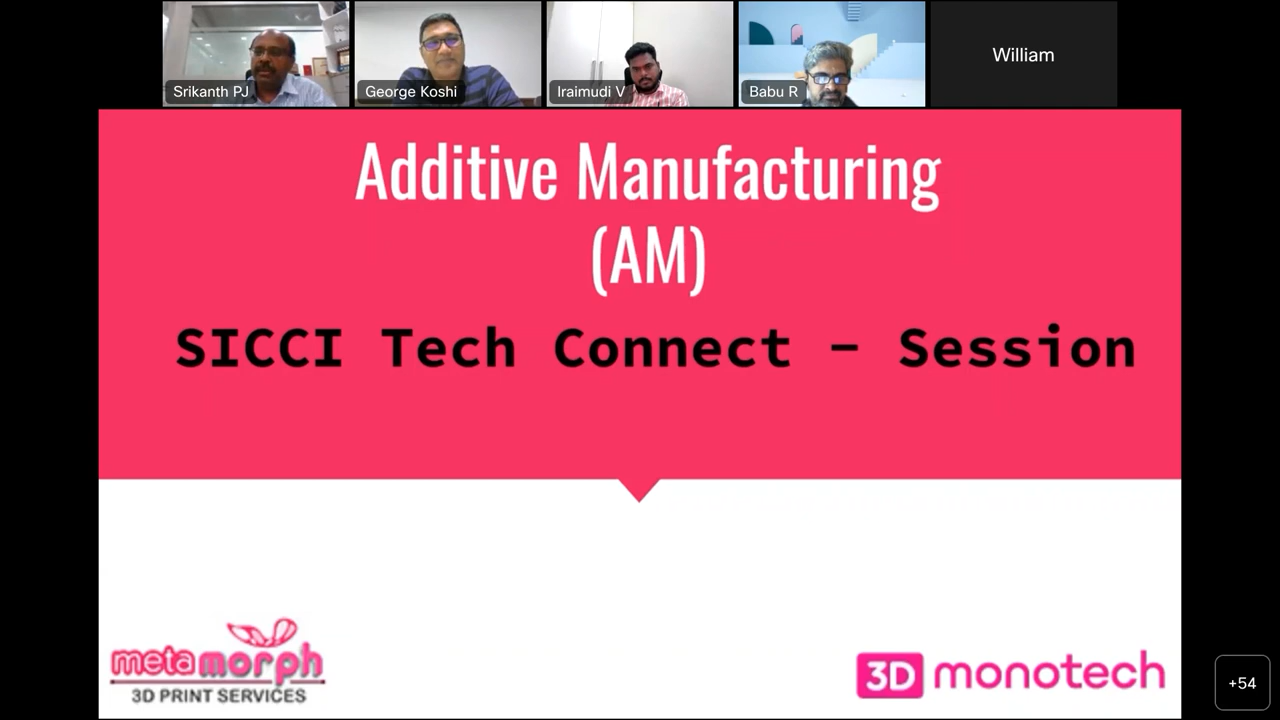 Srikanth PJ
George Koshi
Iraimudi V
Babu R
William
Additive Manufacturing
(AM)
SICCI Tech Connect - Session
metamorph
3D PRINT SERVICES
3D monotech
+54